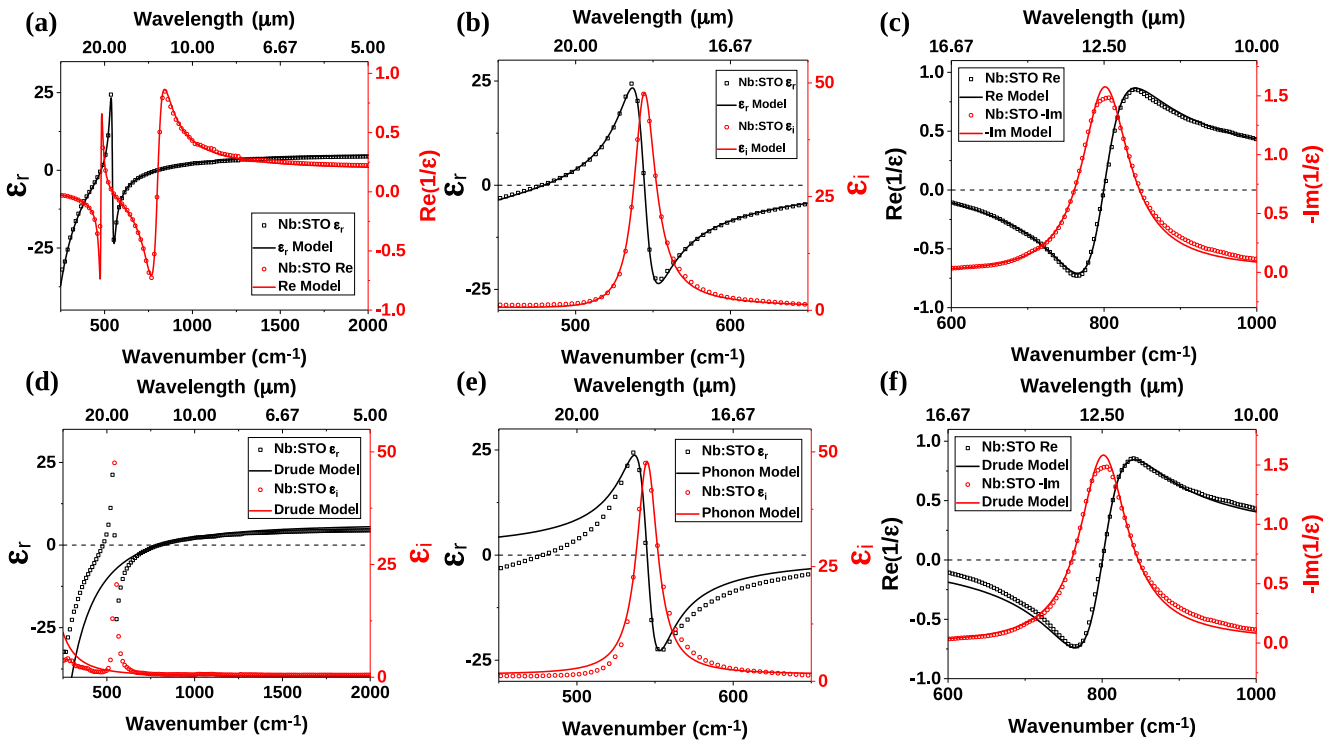 (a)
Wavelength (μm)
20.00 10.00 6.67 5.00
25
0
-25
εr
1.0
0.5
0.0
-0.5
-1.0
Re(1/ε)
Nb:STO εr
εr Model
Nb:STO Re
Re Model
500 1000 1500 2000
Wavenumber (cm-1)
(b)
Wavelength (μm)
20.00 16.67
25
0
-25
εr
50
25
0
εi
Nb:STO εr
εr Model
Nb:STO εi
εi Model
500 600
Wavenumber (cm-1)
(c)
Wavelength (μm)
16.67 12.50 10.00
1.0
0.5
0.0
-0.5
-1.0
Re(1/ε)
1.5
1.0
0.5
0.0
-Im(1/ε)
Nb:STO Re
Re Model
Nb:STO -Im
-Im Model
600 800 1000
Wavenumber (cm-1)
(d)
Wavelength (μm)
20.00 10.00 6.67 5.00
25
0
-25
εr
50
25
0
εi
Nb:STO εr
Drude Model
Nb:STO εi
Drude Model
500 1000 1500 2000
Wavenumber (cm-1)
(e)
Wavelength (μm)
20.00 16.67
25
0
-25
εr
50
25
0
εi
Nb:STO εr
Phonon Model
Nb:STO εi
Phonon Model
500 600
Wavenumber (cm-1)
(f)
Wavelength (μm)
16.67 12.50 10.00
1.0
0.5
0.0
-0.5
-1.0
Re(1/ε)
1.5
1.0
0.5
0.0
-Im(1/ε)
Nb:STO Re
Drude Model
Nb:STO -Im
Drude Model
600 800 1000
Wavenumber (cm-1)